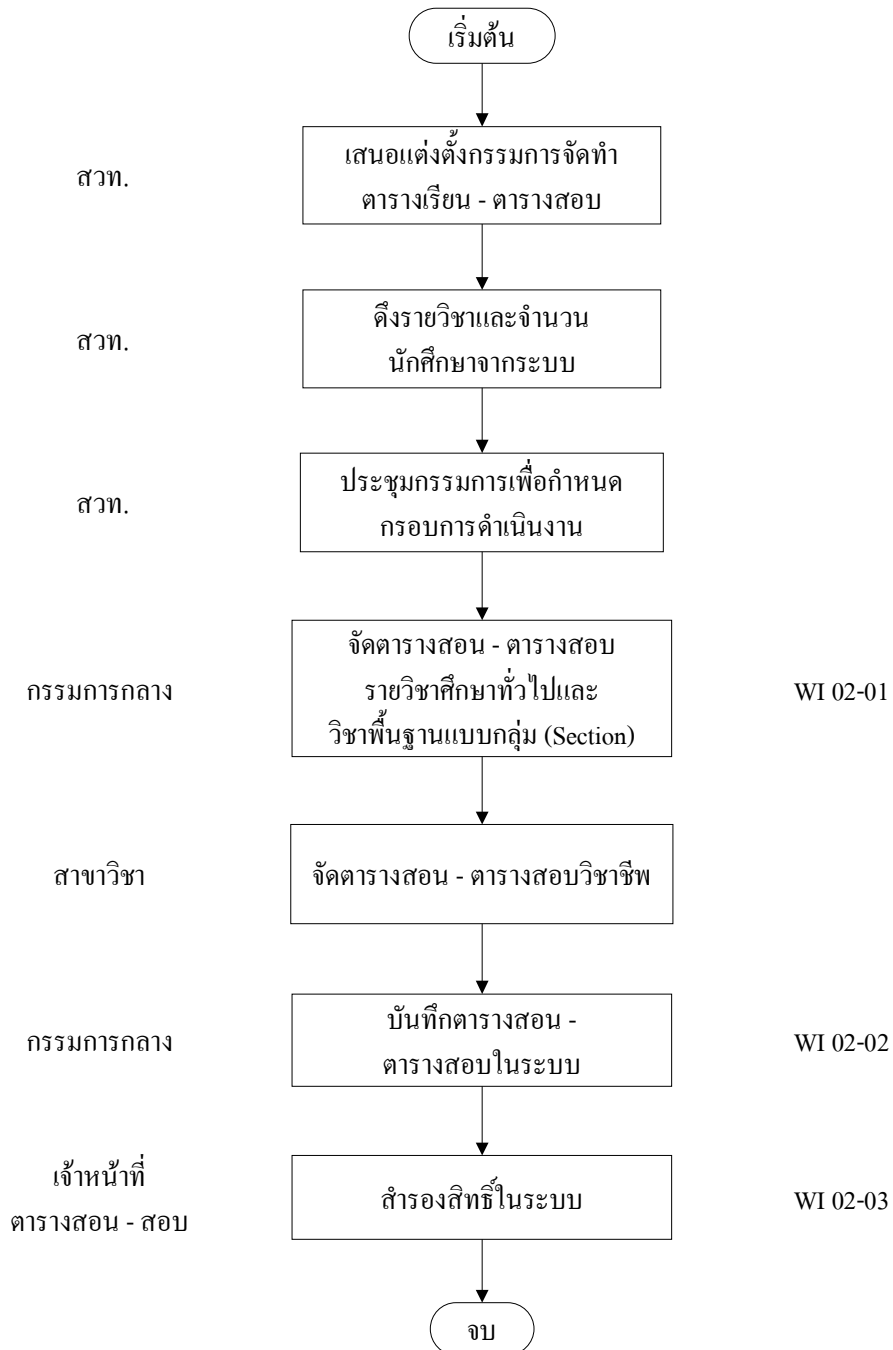 เริ่มต้น
สวท.
เสนอแต่งตั้งกรรมการจัดทำ
ตารางเรียน - ตารางสอบ
สวท.
ดึงรายวิชาและจำนวน
นักศึกษาจากระบบ
สวท.
ประชุมกรรมการเพื่อกำหนด
กรอบการดำเนินงาน
กรรมการกลาง
จัดตารางสอน - ตารางสอบ
รายวิชาศึกษาทั่วไปและ
วิชาพื้นฐานแบบกลุ่ม (Section)
WI 02-01
สาขาวิชา
จัดตารางสอน - ตารางสอบวิชาชีพ
กรรมการกลาง
บันทึกตารางสอน -
ตารางสอบในระบบ
WI 02-02
เจ้าหน้าที่
ตารางสอน - สอบ
สำรองสิทธิ์ในระบบ
WI 02-03
จบ